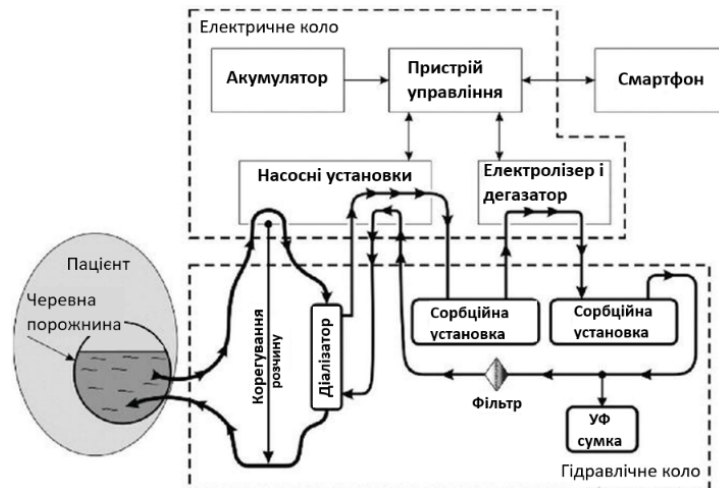 Електричне коло
Акумулятор
Пристрій
управління
Смартфон
Насосні установки
Електролізер і
дегазатор
Пацієнт
Черевна
порожнина
Корегування
розчину
Діалізатор
Сорбційна
установка
Сорбційна
установка
Фільтр
УФ
сумка
Гідравлічне коло